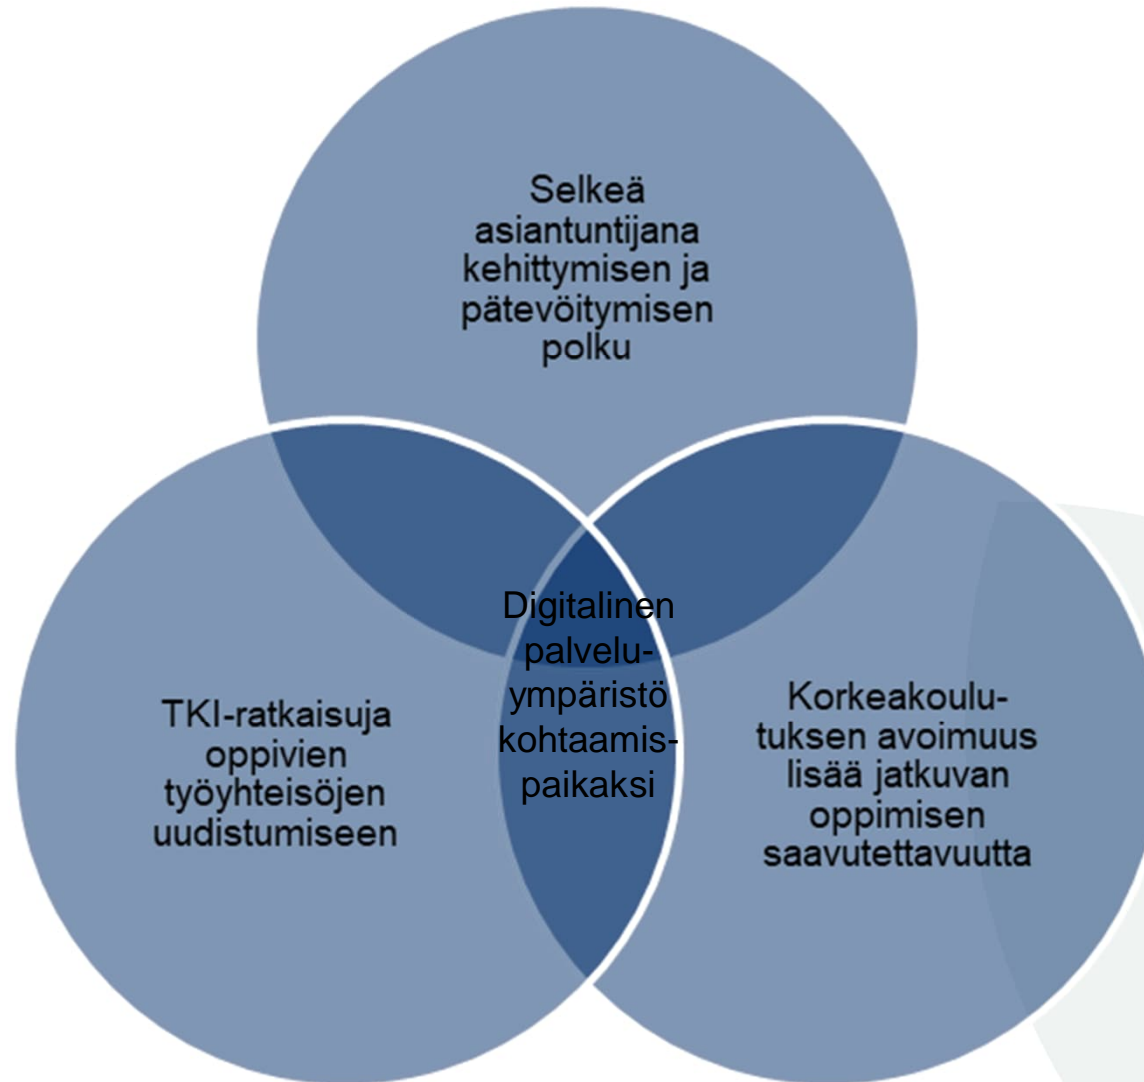 Selkeä
asiantuntijana
kehittymisen ja
pätevöitymisen
polku
Digitalinen
palvelu-
ympäristö
kohtaamis-
paikaksi
TKI-ratkaisuja
oppivien
työyhteisöjen
uudistumiseen
Korkeakoulu-
tuksen avoimuus
lisää jatkuvan
oppimisen
saavutettavuutta